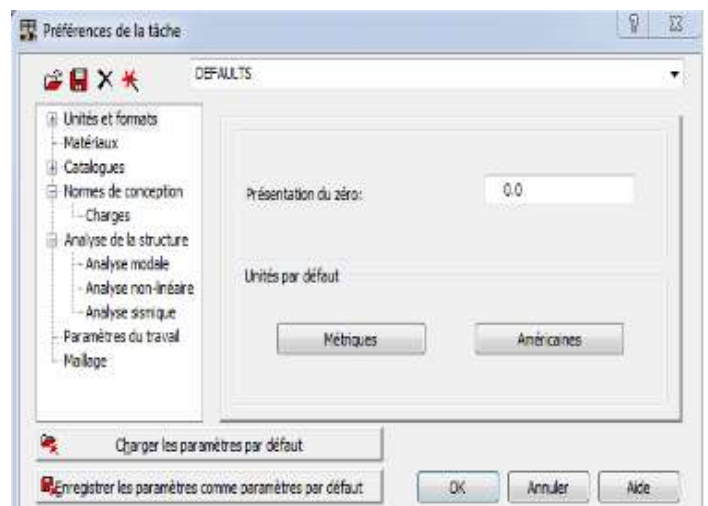 Préférences de la tâche
DEFAULTS
Unités et formats
Matériaux
Catalogues
Normes de conception
Charges
Analyse de la structure
Analyse modale
Analyse non-linéaire
Analyse sismique
Paramètres du travail
Maillage
Présentation du zéro:
0.0
Unités par défaut
Métriques
Américaines
Charger les paramètres par défaut
Enregistrer les paramètres comme paramètres par défaut
OK
Annuler
Aide